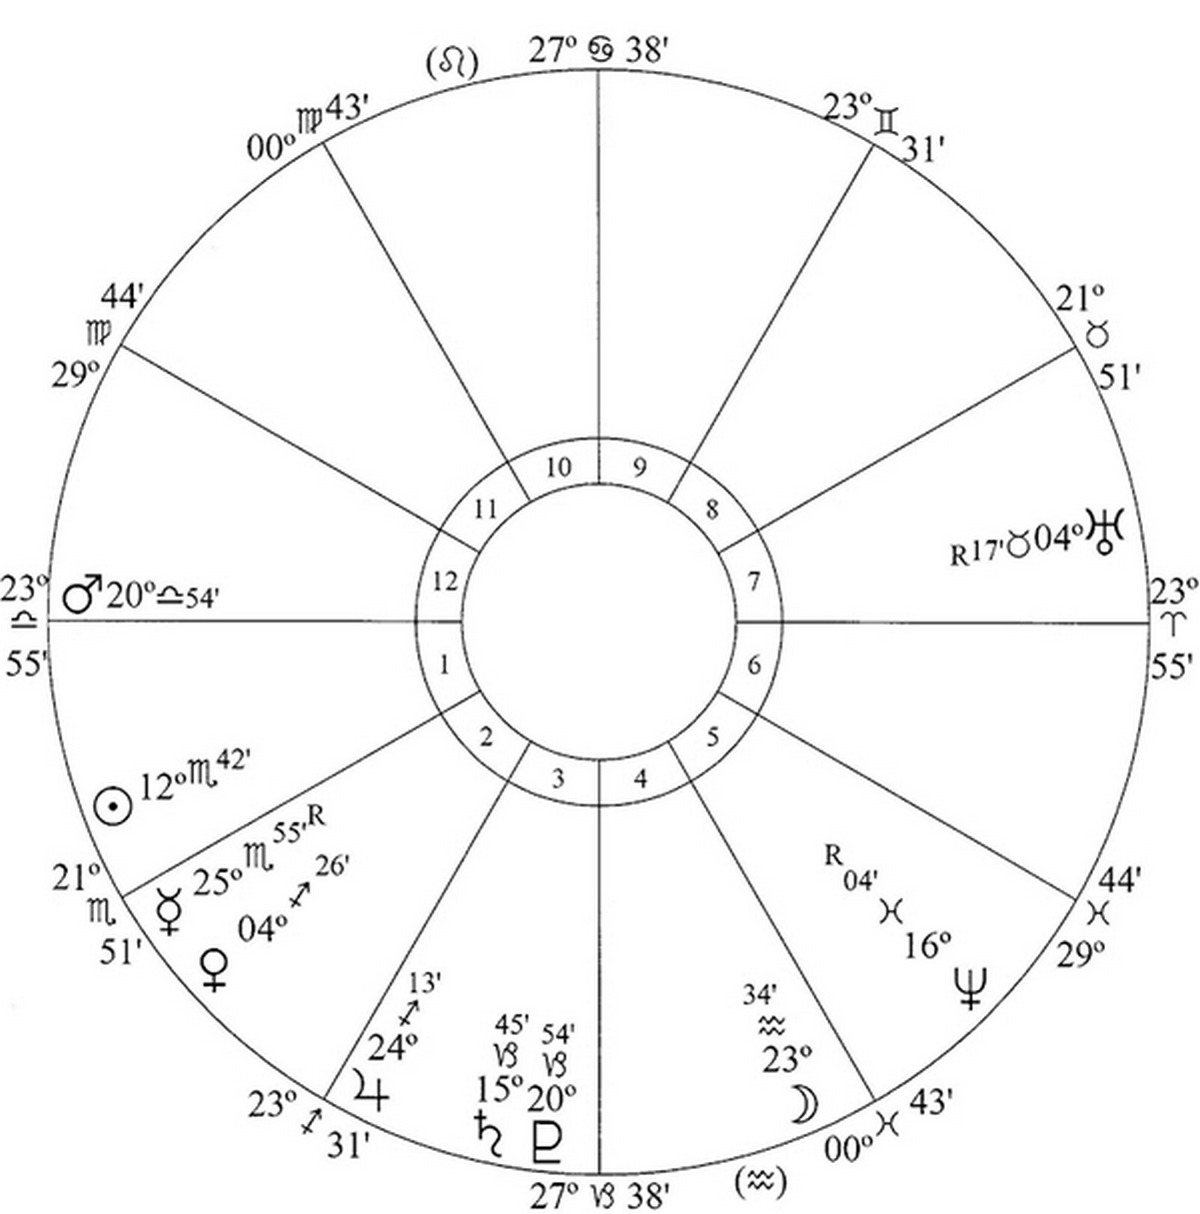 (♌) 27° ♋ 38'
00° ♍ 43'
23° ♊ 31'
44' ♍ 29°
21° ♉ 51'
10 9
11 8
12 7
1 6
2 5
3 4
R 17' ♉ 04° ♅
23° ♎ 55'
♂ 20° ♎ 54'
23° ♈ 55'
☉ 12° ♏ 42'
21° ♏ 51'
☿ 25° ♏ 55' R
♀ 04° ♐ 26'
R 04' ♓ 16° ♆
44' ♓ 29°
13' ♐ 24° ♃
45' ♑ 15° ♄
54' ♑ 20° ♇
34' ♒ 23° ☽
23° ♐ 31'
00° ♓ 43'
27° ♑ 38' (♒)